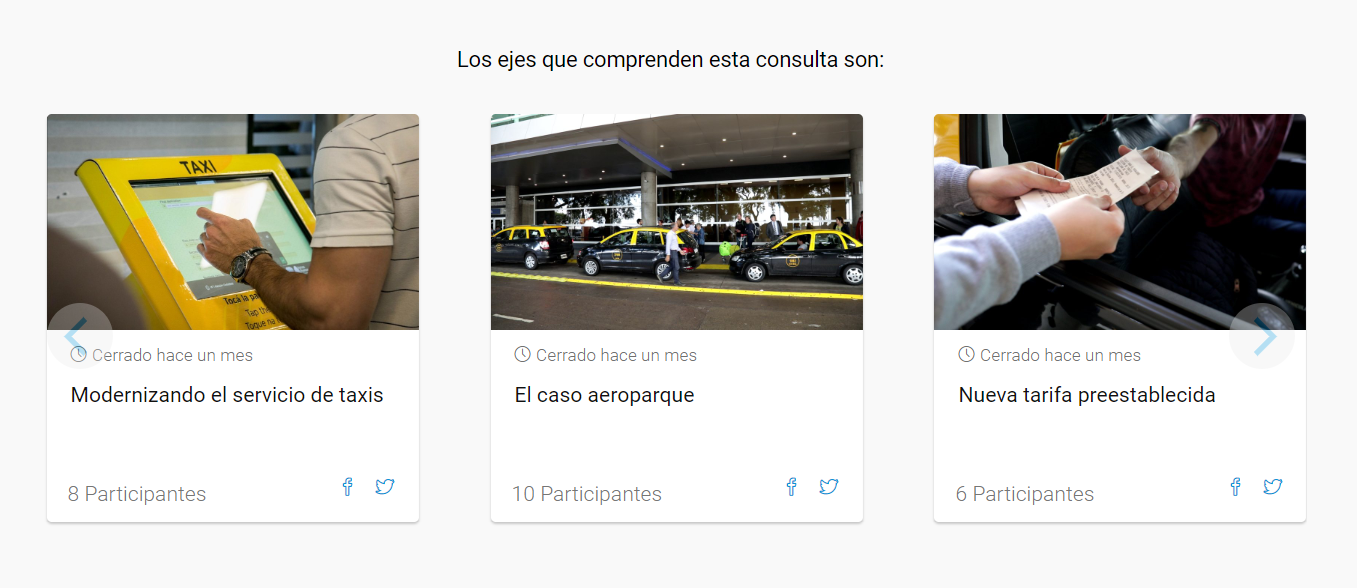 Los ejes que comprenden esta consulta son:
TAXI
Toca la pa
Tap the
Toque na
Cerrado hace un mes
Modernizando el servicio de taxis
8 Participantes
Cerrado hace un mes
El caso aeroparque
10 Participantes
Cerrado hace un mes
Nueva tarifa preestablecida
6 Participantes